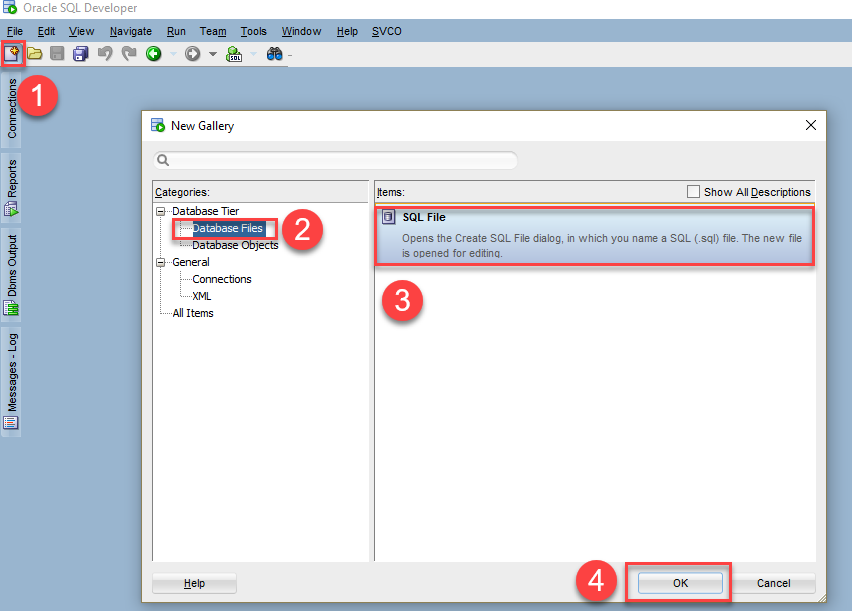 Oracle SQL Developer
File Edit View Navigate Run Team Tools Window Help SVCO
SQL
1
Connections
Reports
Dbms Output
Messages - Log
New Gallery
Categories:
Database Tier
Database Files
2
Database Objects
General
Connections
XML
All Items
Items:
Show All Descriptions
SQL File
Opens the Create SQL File dialog, in which you name a SQL (.sql) file. The new file
is opened for editing.
3
Help
4
OK
Cancel